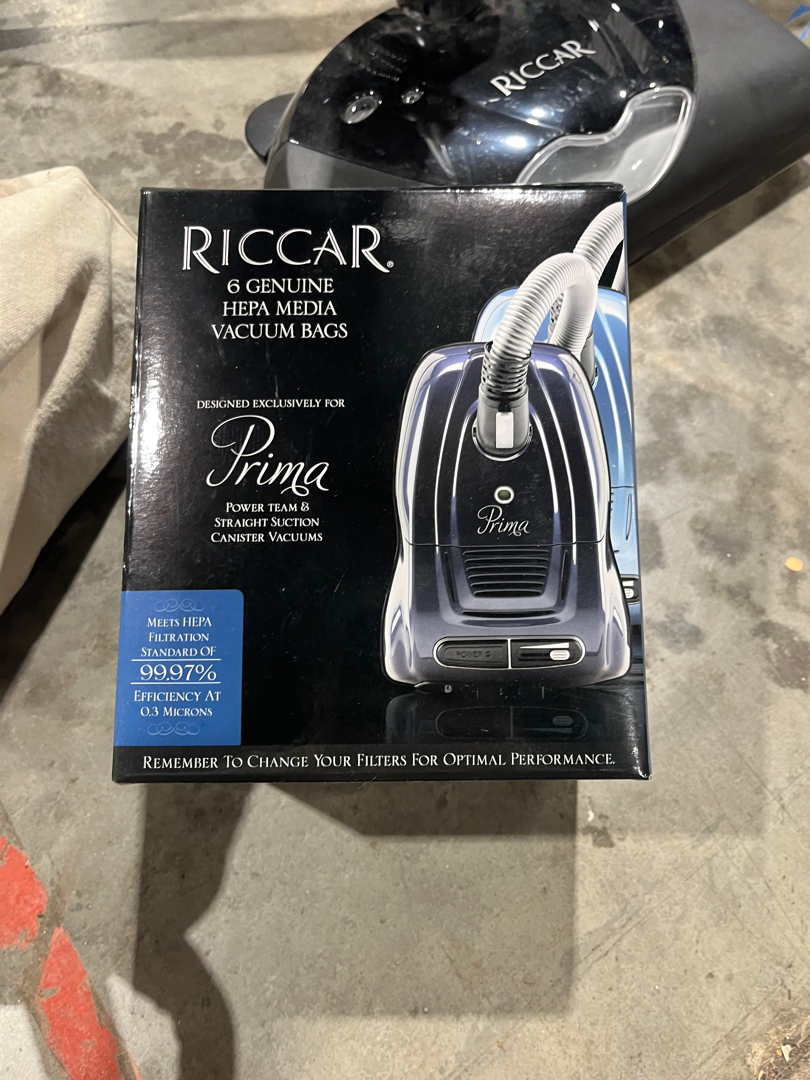 RICCAR
RICCAR®
6 GENUINE
HEPA MEDIA
VACUUM BAGS
DESIGNED EXCLUSIVELY FOR
Prima
POWER TEAM &
STRAIGHT SUCTION
CANISTER VACUUMS
Prima
POWER
MEETS HEPA
FILTRATION
STANDARD OF
99.97%
EFFICIENCY AT
0.3 MICRONS
REMEMBER TO CHANGE YOUR FILTERS FOR OPTIMAL PERFORMANCE.